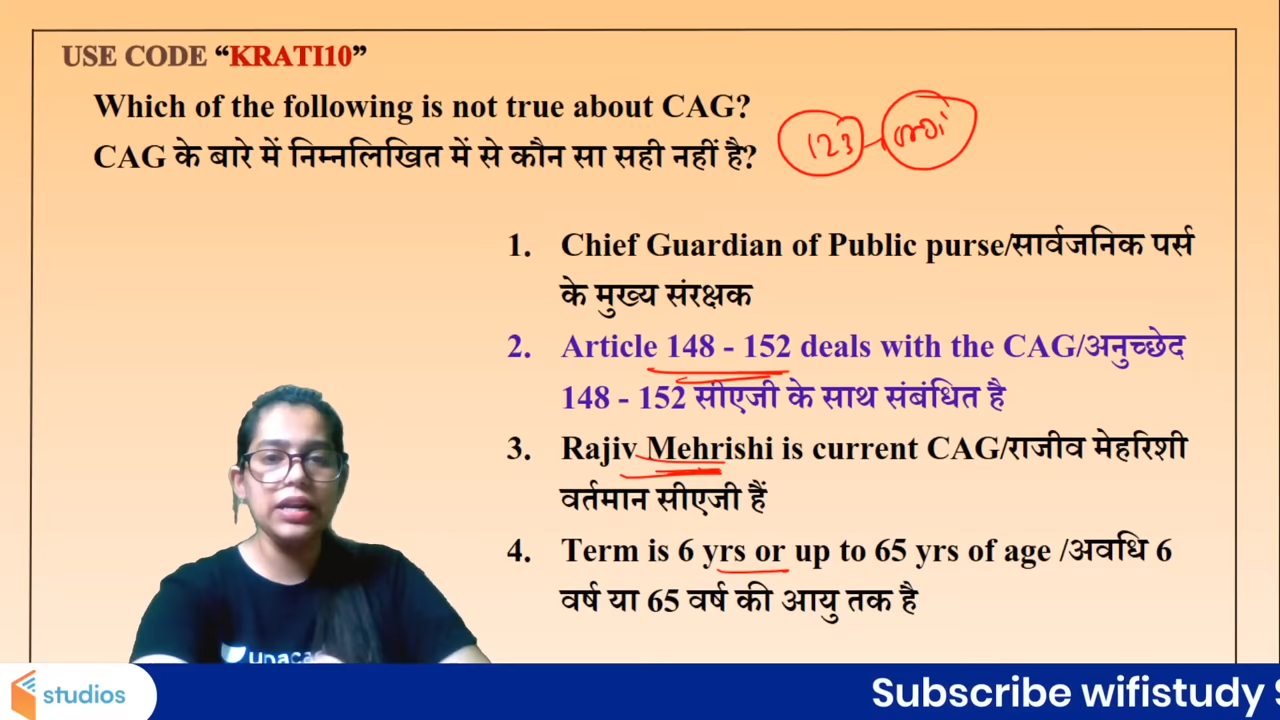 USE CODE “KRATI10”
Which of the following is not true about CAG?
CAG के बारे में निम्नलिखित में से कौन सा सही नहीं है?
123
1. Chief Guardian of Public purse/सार्वजनिक पर्स
के मुख्य संरक्षक
2. Article 148 - 152 deals with the CAG/अनुच्छेद
148 - 152 सीएजी के साथ संबंधित है
3. Rajiv Mehrishi is current CAG/राजीव मेहरिशी
वर्तमान सीएजी हैं
4. Term is 6 yrs or up to 65 yrs of age /अवधि 6
वर्ष या 65 वर्ष की आयु तक है
studios
Subscribe wifistudy S